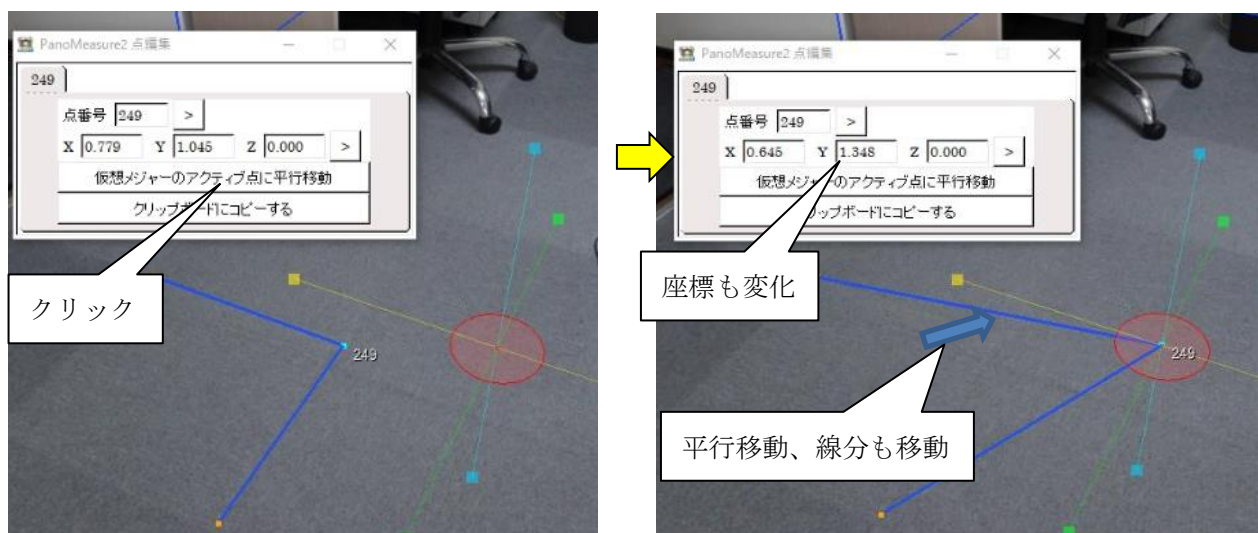 PanoMeasure2 点編集
249
点番号 249 >
X 0.779 Y 1.045 Z 0.000 >
仮想メジャーのアクティブ点に平行移動
クリップボードにコピーする
クリック
249
PanoMeasure2 点編集
249
点番号 249 >
X 0.645 Y 1.348 Z 0.000 >
仮想メジャーのアクティブ点に平行移動
クリップボードにコピーする
座標も変化
249
平行移動、線分も移動